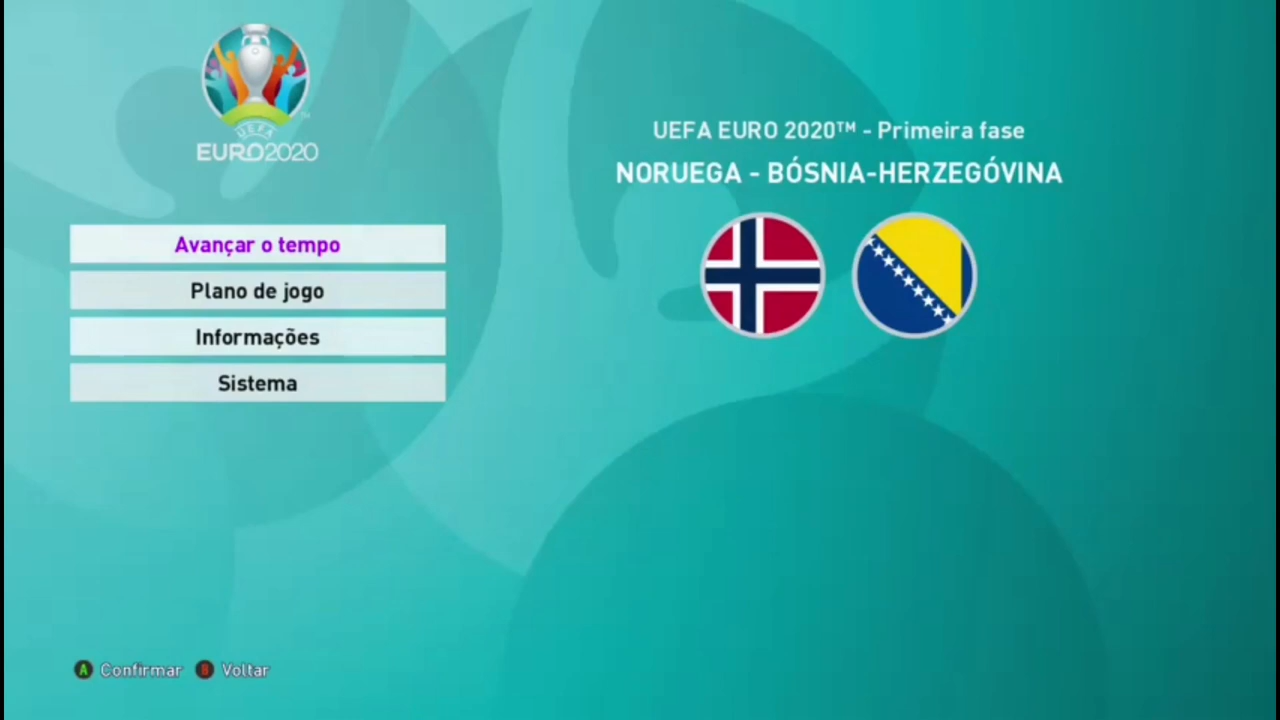 UEFA
EURO2020
UEFA EURO 2020™ - Primeira fase
NORUEGA - BÓSNIA-HERZEGÓVINA
Avançar o tempo
Plano de jogo
Informações
Sistema
A Confirmar B Voltar